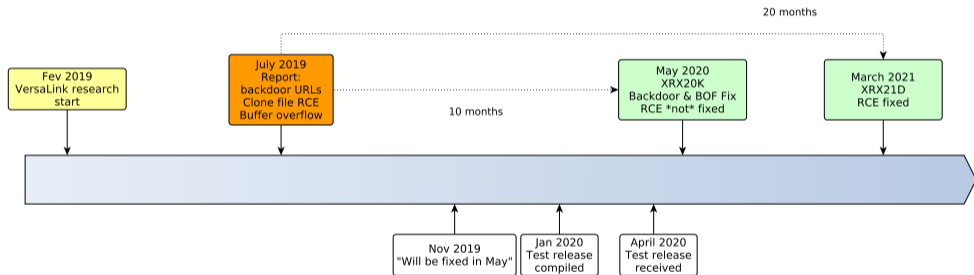 20 months
Fev 2019
VersaLink research
start
July 2019
Report:
backdoor URLs
Clone file RCE
Buffer overflow
10 months
May 2020
XRX20K
Backdoor & BOF Fix
RCE *not* fixed
March 2021
XRX21D
RCE fixed
Nov 2019
"Will be fixed in May"
Jan 2020
Test release
compiled
April 2020
Test release
received